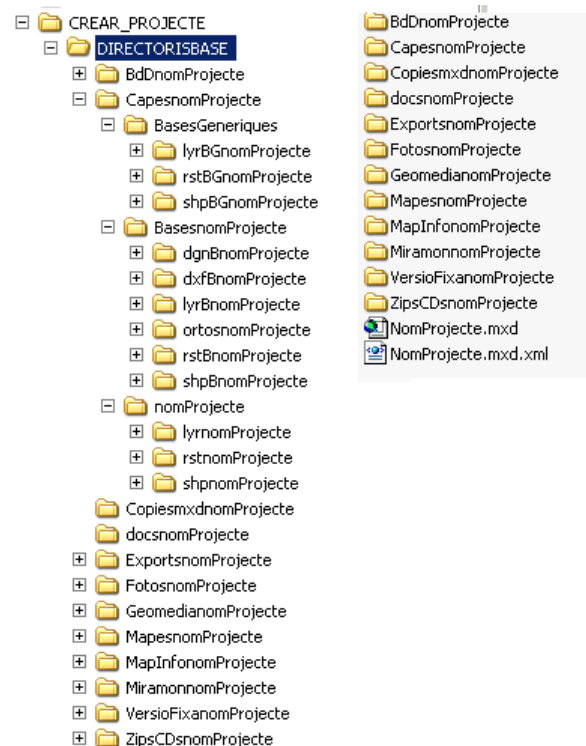 CREAR_PROJECTE
DIRECTORISBASE
BdDnomProjecte
CapesnomProjecte
BasesGeneriques
lyrBGnomProjecte
rstBGnomProjecte
shpBGnomProjecte
BasesnomProjecte
dgnBnomProjecte
dxfBnomProjecte
lyrBnomProjecte
ortosnomProjecte
rstBnomProjecte
shpBnomProjecte
nomProjecte
lyrnomProjecte
rstnomProjecte
shpnomProjecte
CopiesmxdnomProjecte
docsnomProjecte
ExportsnomProjecte
FotosnomProjecte
GeomedianomProjecte
MapesnomProjecte
MapInfonomProjecte
MiramonnomProjecte
VersioFixanomProjecte
ZipsCDsnomProjecte
BdDnomProjecte
CapesnomProjecte
CopiesmxdnomProjecte
docsnomProjecte
ExportsnomProjecte
FotosnomProjecte
GeomedianomProjecte
MapesnomProjecte
MapInfonomProjecte
MiramonnomProjecte
VersioFixanomProjecte
ZipsCDsnomProjecte
NomProjecte.mxd
NomProjecte.mxd.xml